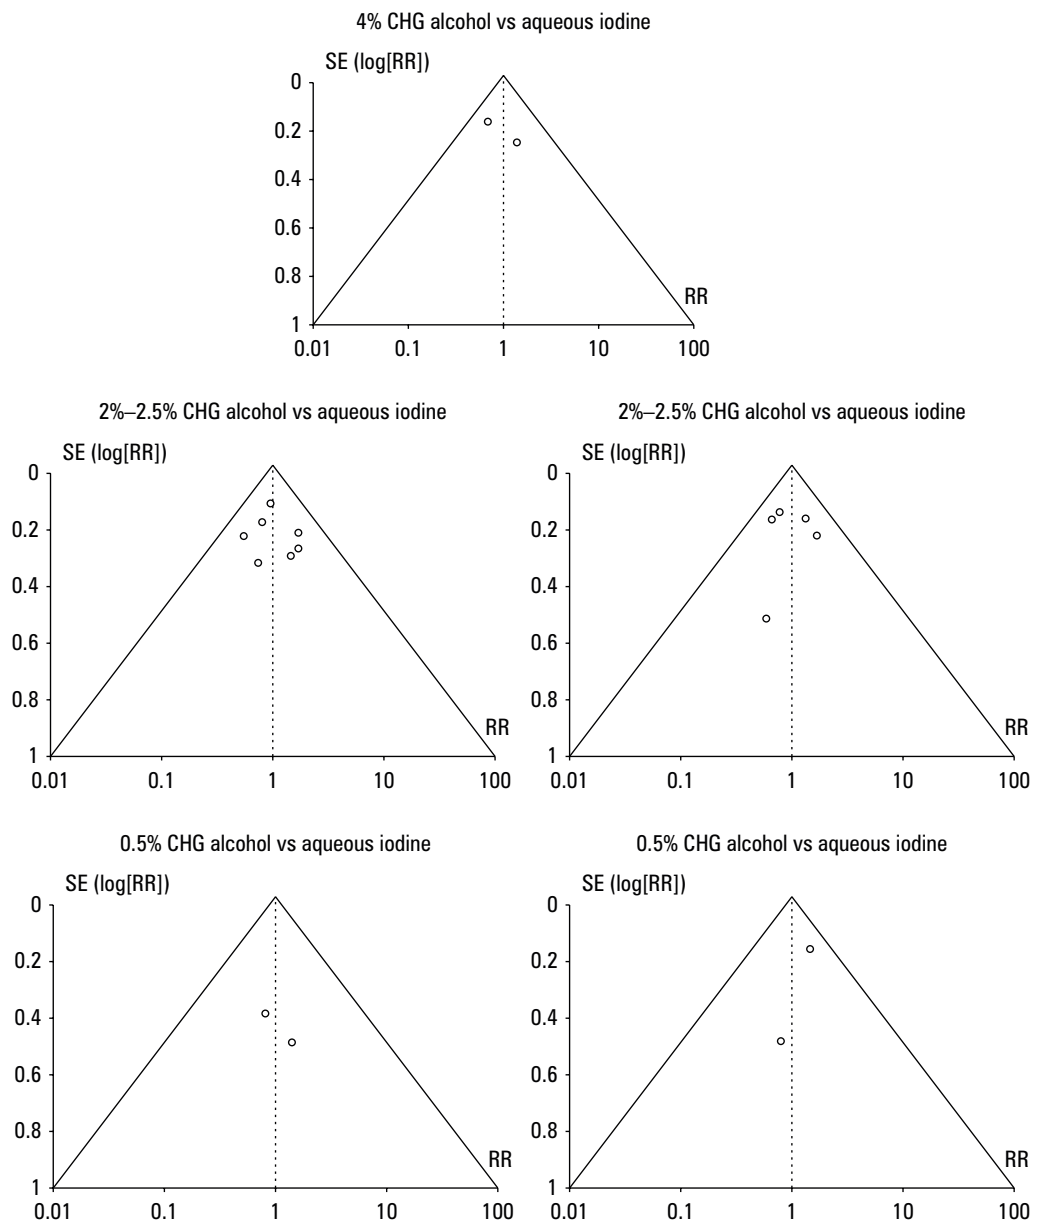 4% CHG alcohol vs aqueous iodine
SE (log[RR])
0
0.2
0.4
0.6
0.8
RR
1
0.01 0.1 1 10 100
2%–2.5% CHG alcohol vs aqueous iodine
SE (log[RR])
0
0.2
0.4
0.6
0.8
RR
1
0.01 0.1 1 10 100
2%–2.5% CHG alcohol vs aqueous iodine
SE (log[RR])
0
0.2
0.4
0.6
0.8
RR
1
0.01 0.1 1 10 100
0.5% CHG alcohol vs aqueous iodine
SE (log[RR])
0
0.2
0.4
0.6
0.8
RR
1
0.01 0.1 1 10 100
0.5% CHG alcohol vs aqueous iodine
SE (log[RR])
0
0.2
0.4
0.6
0.8
RR
1
0.01 0.1 1 10 100